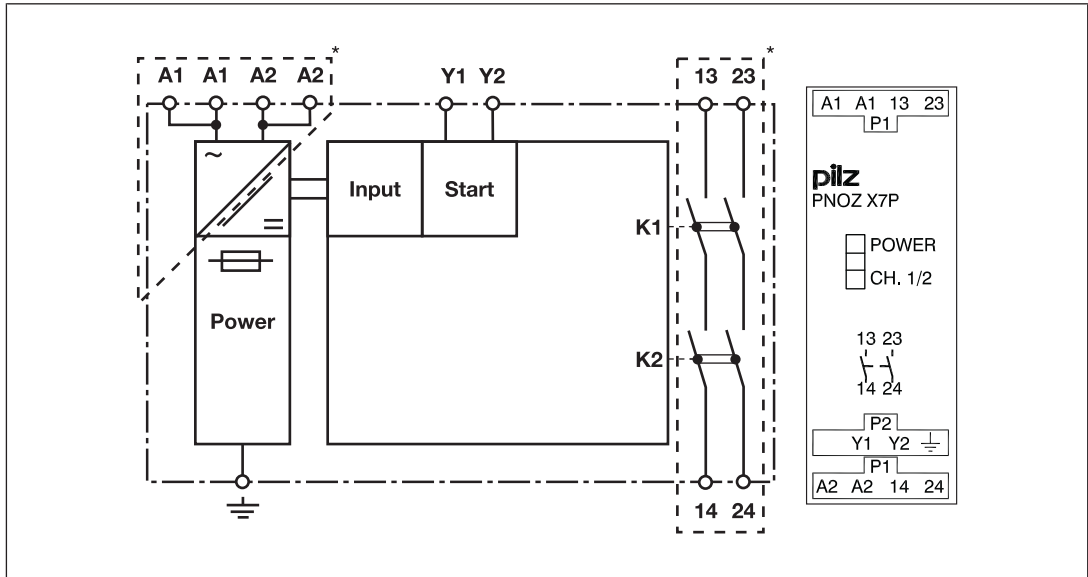 *
*
A1 A1 A2 A2
Y1 Y2
13 23
~
Input
Start
=
K1
Power
K2
14 24
A1 A1 13 23
P1
pilz
PNOZ X7P
POWER
CH. 1/2
13 23
14 24
P2
Y1 Y2
P1
A2 A2 14 24